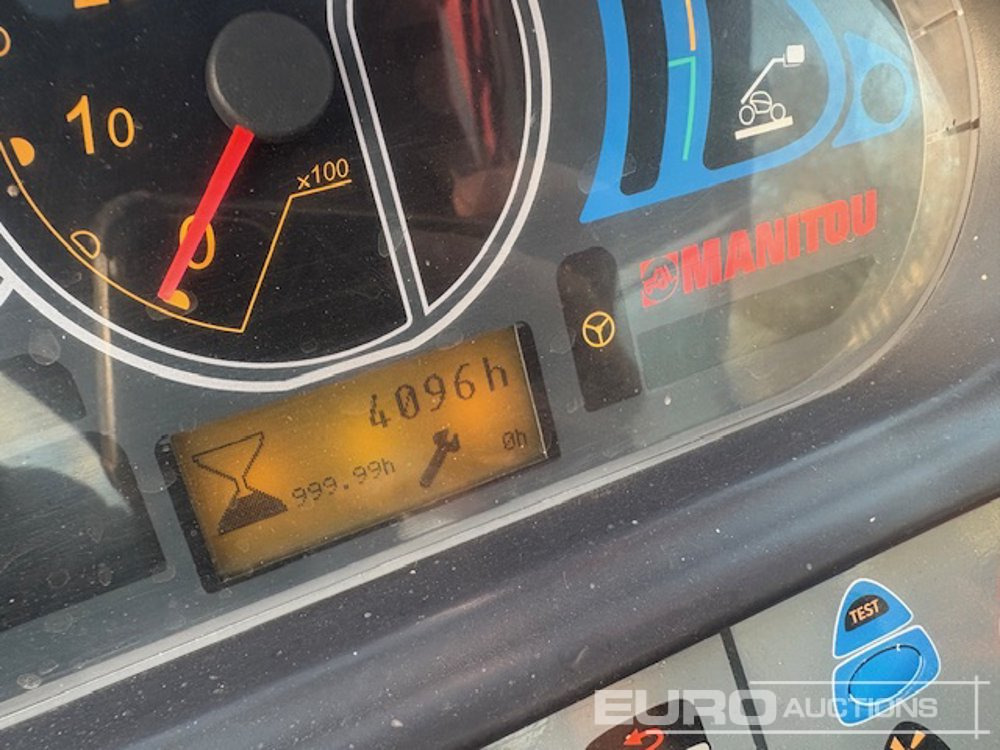 10
x100
0
MANITOU
4096h
999.99h
0h
TEST
EURO AUCTIONS